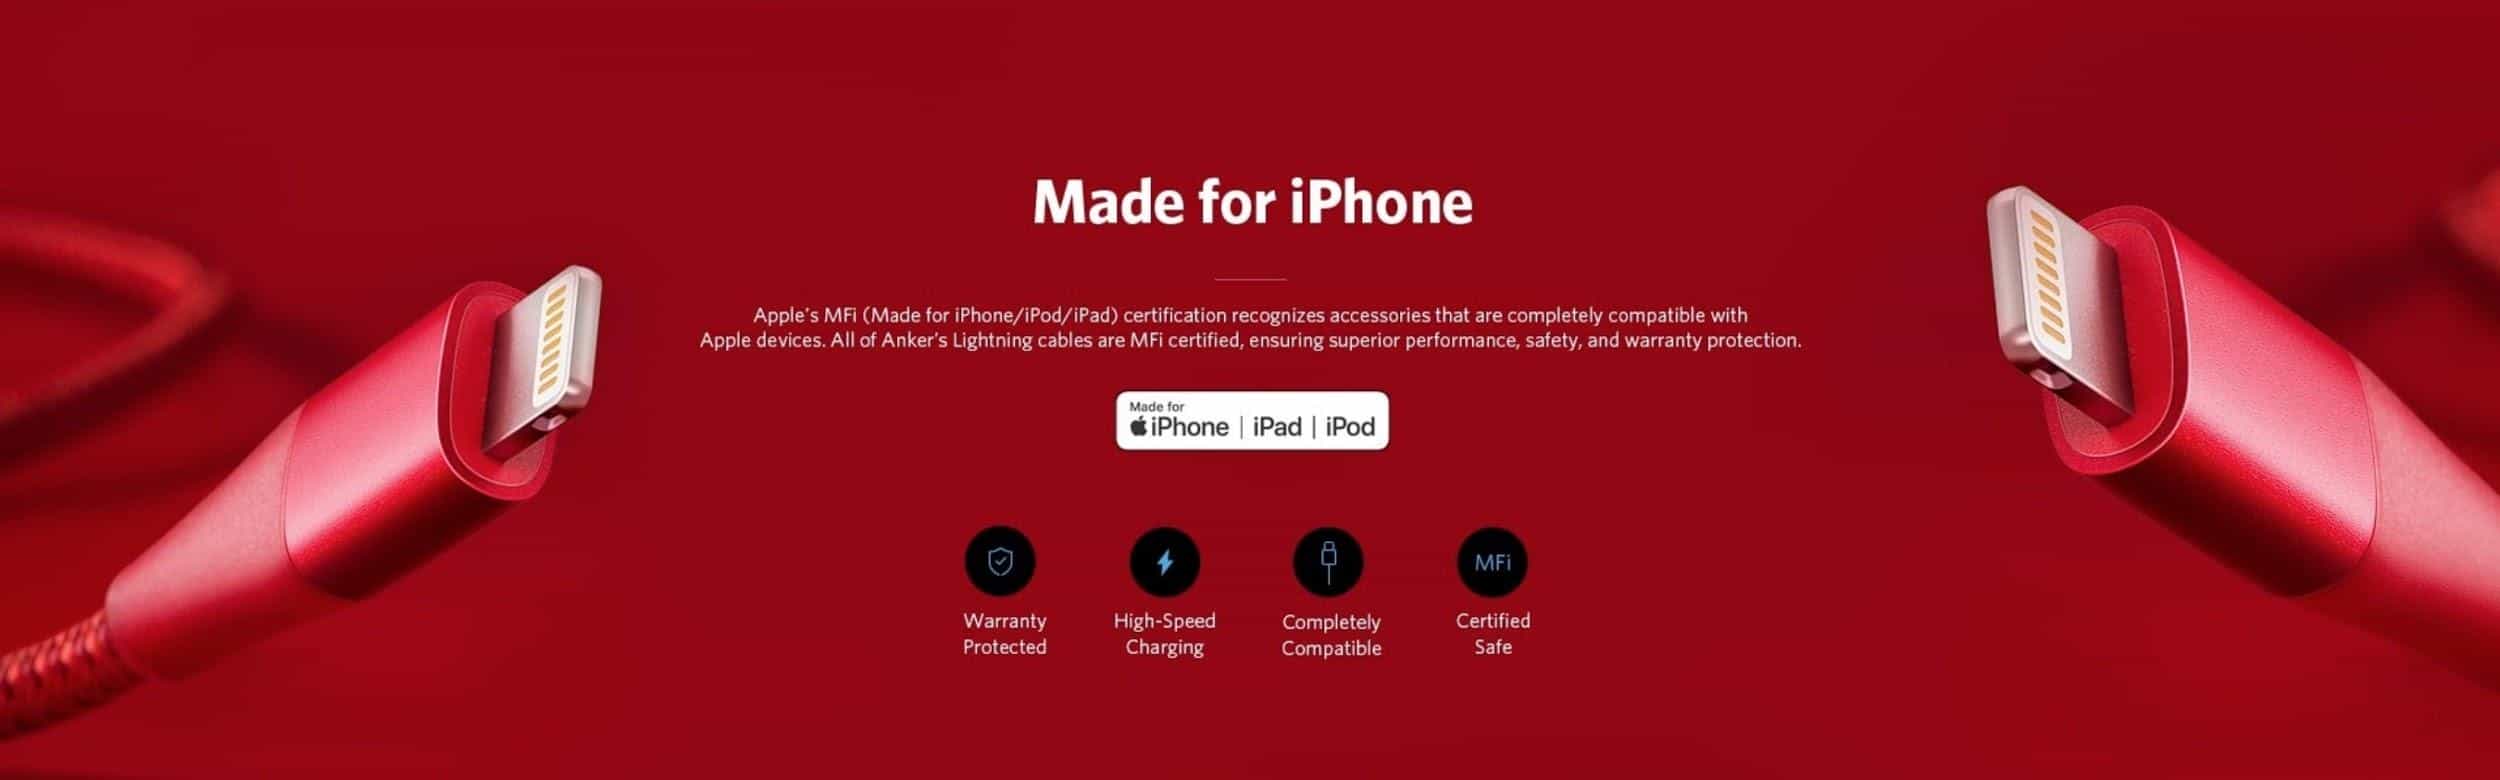 Made for iPhone
Apple's MFi (Made for iPhone/iPod/iPad) certification recognizes accessories that are completely compatible with
Apple devices. All of Anker's Lightning cables are MFi certified, ensuring superior performance, safety, and warranty protection.
Made for
iPhone | iPad | iPod
MFi
Warranty
Protected
High-Speed
Charging
Completely
Compatible
Certified
Safe